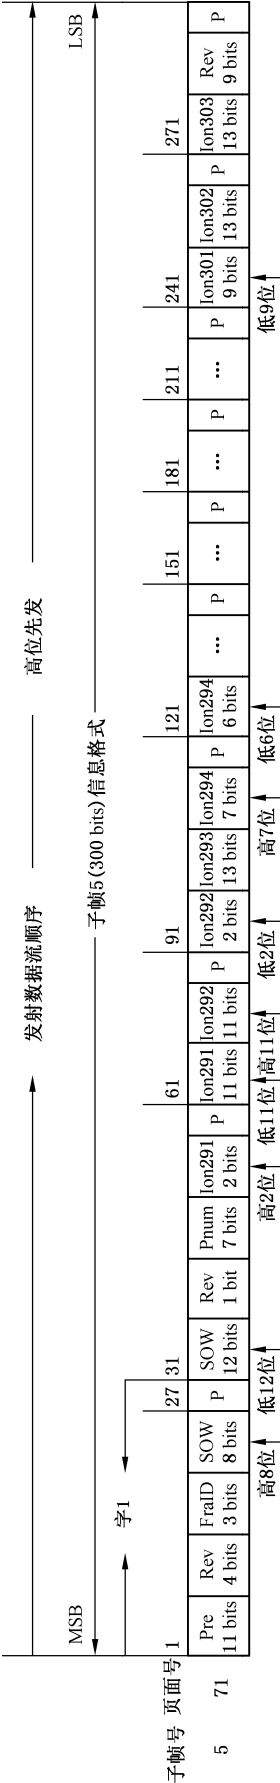 发射数据流顺序 高位先发
MSB 子帧5(300 bits)信息格式 LSB
字1
子帧号 页面号 1 27 31 61 91 121 151 181 211 241 271
5 71
Pre 11 bits
Rev 4 bits
FraID 3 bits
SOW 8 bits
P
SOW 12 bits
Rev 1 bit
Pnum 7 bits
Ion291 2 bits
P
Ion291 11 bits
Ion292 11 bits
P
Ion292 2 bits
Ion293 13 bits
Ion294 7 bits
P
Ion294 6 bits
…
P
…
P
…
P
…
P
Ion301 9 bits
Ion302 13 bits
P
Ion303 13 bits
Rev 9 bits
P
高8位 低12位 高2位 低11位 高11位 低2位 高7位 低6位 低9位